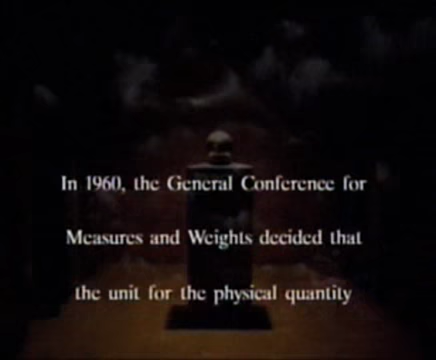 In 1960, the General Conference for
Measures and Weights decided that
the unit for the physical quantity